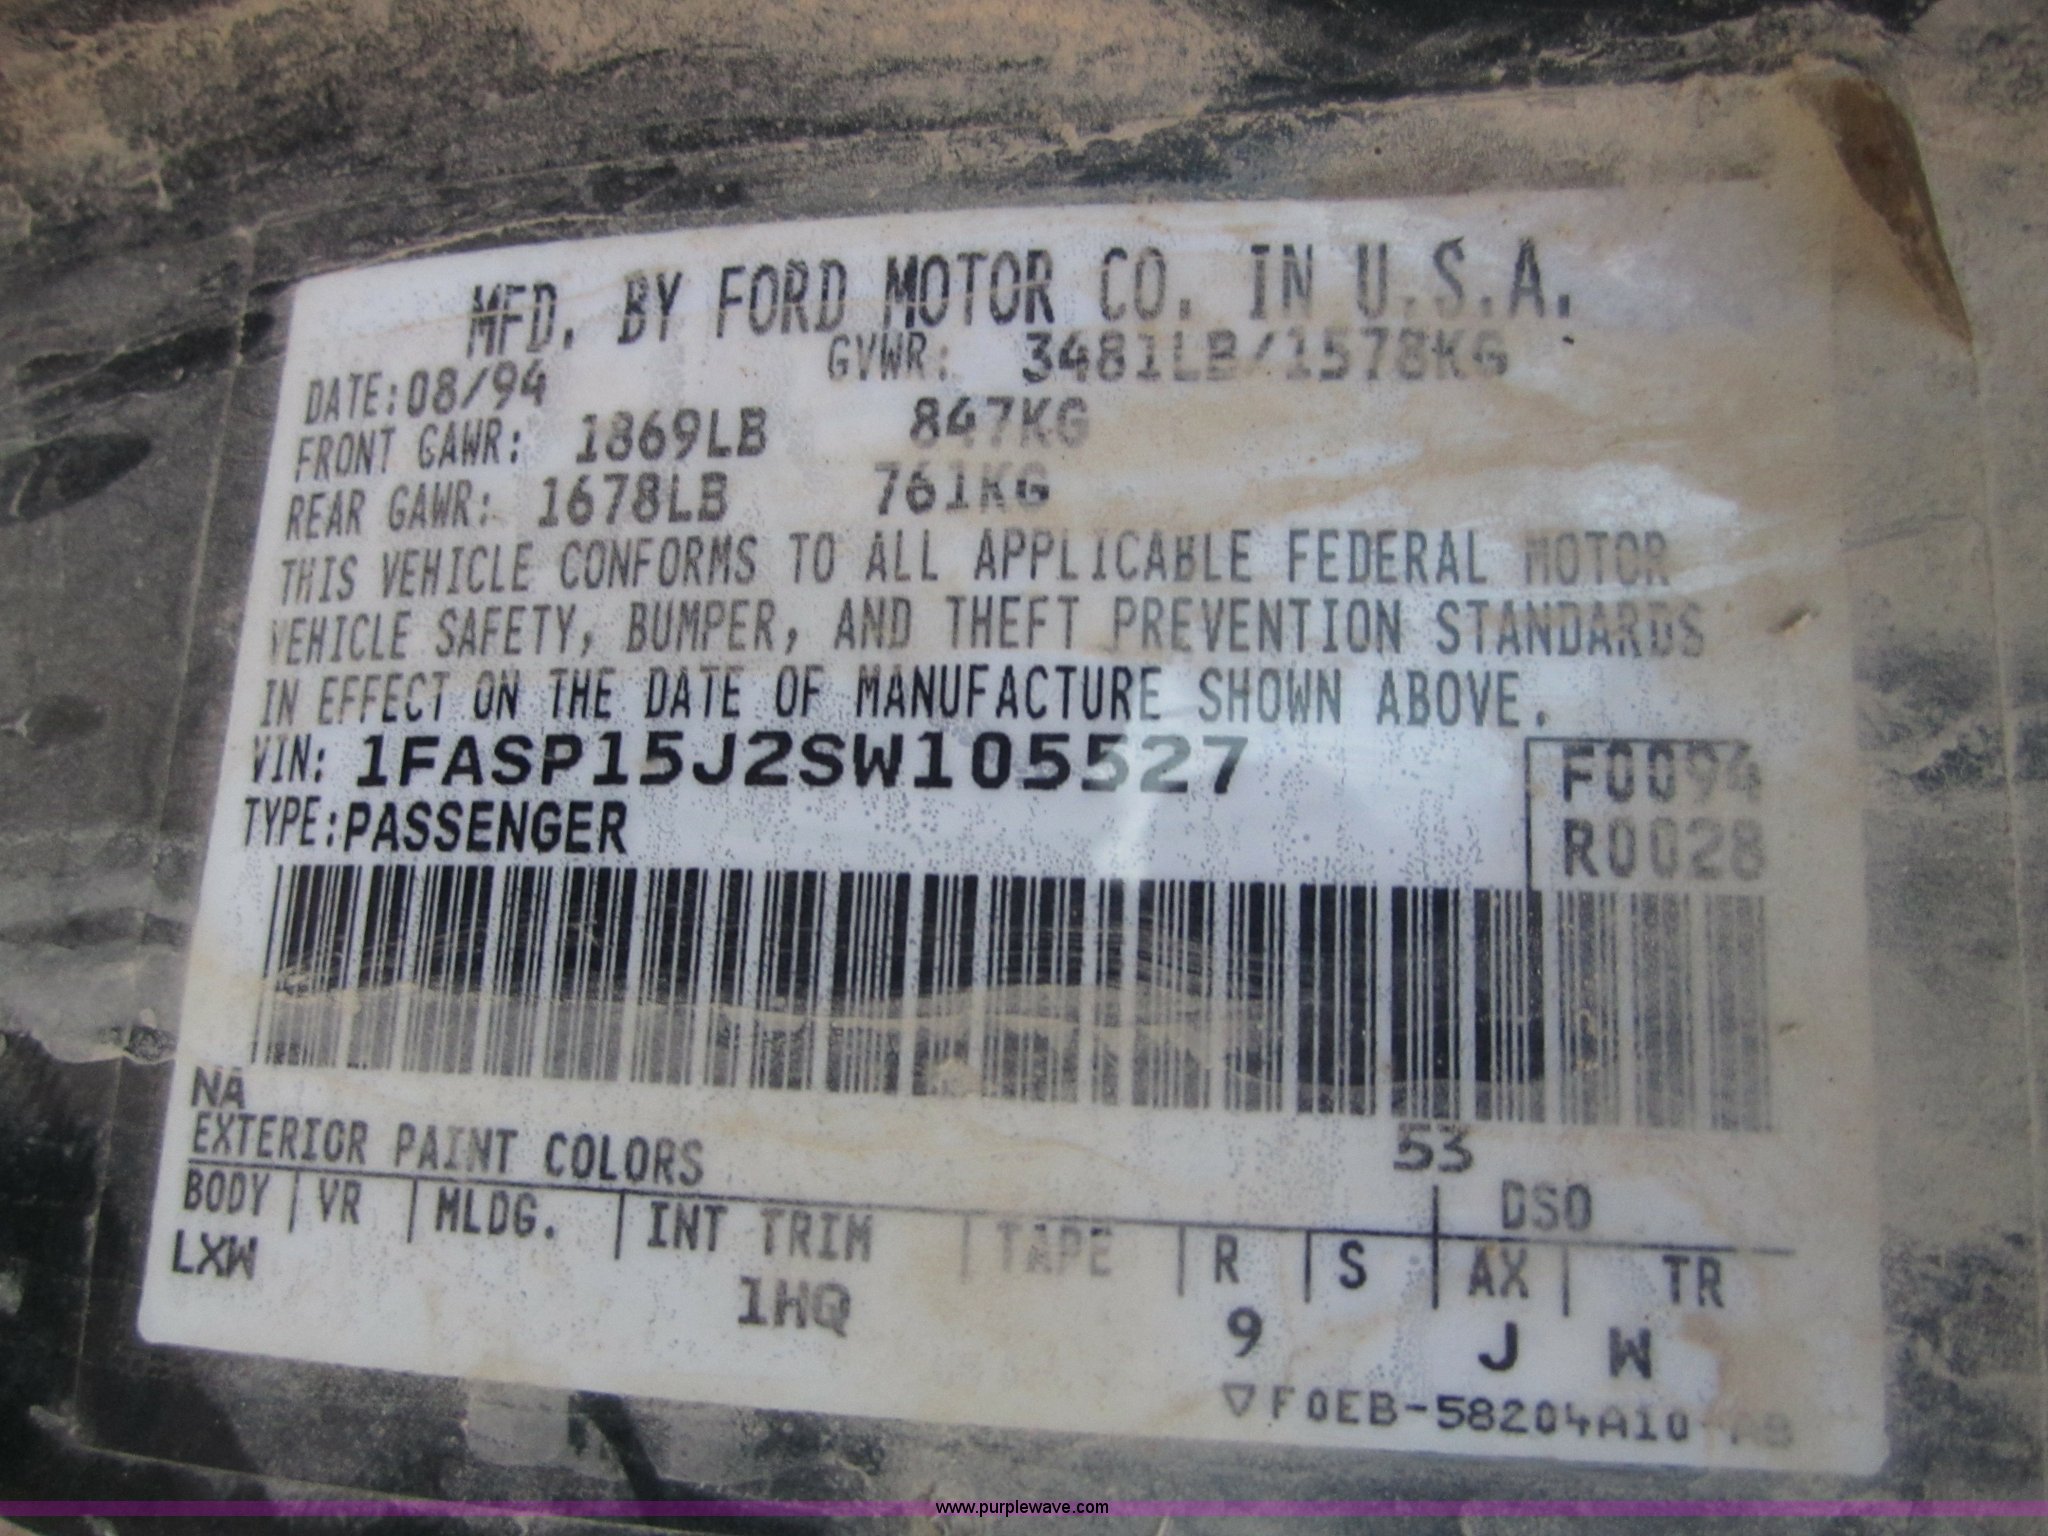 MFD. BY FORD MOTOR CO. IN U.S.A.
DATE:08/94 GVWR: 3481LB/1578KG
FRONT GAWR: 1869LB 847KG
REAR GAWR: 1678LB 761KG
THIS VEHICLE CONFORMS TO ALL APPLICABLE FEDERAL MOTOR
VEHICLE SAFETY, BUMPER, AND THEFT PREVENTION STANDARDS
IN EFFECT ON THE DATE OF MANUFACTURE SHOWN ABOVE.
VIN: 1FASP15J2SW105527 F0094
TYPE:PASSENGER R0028
NA
EXTERIOR PAINT COLORS 53 DSO
BODY VR MLDG. INT TRIM TAPE R S AX TR
LXW 1HQ 9 J W
▽F0EB-58204A10-AB
www.purplewave.com